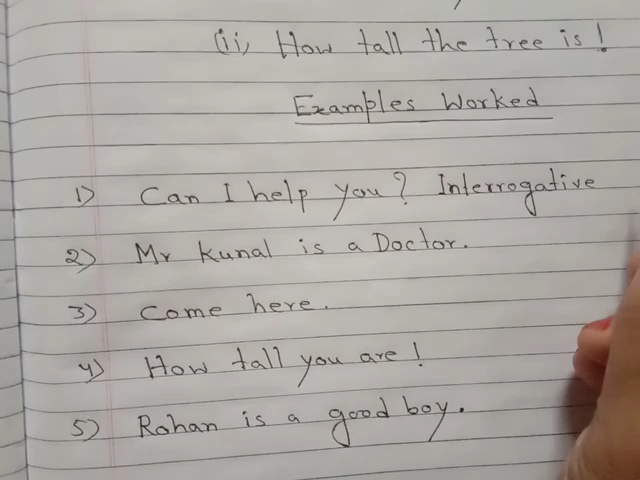 (ii) How tall the tree is!
Examples Worked
1) Can I help you? Interrogative
2) Mr Kunal is a Doctor.
3) Come here.
4) How tall you are!
5) Rohan is a good boy.